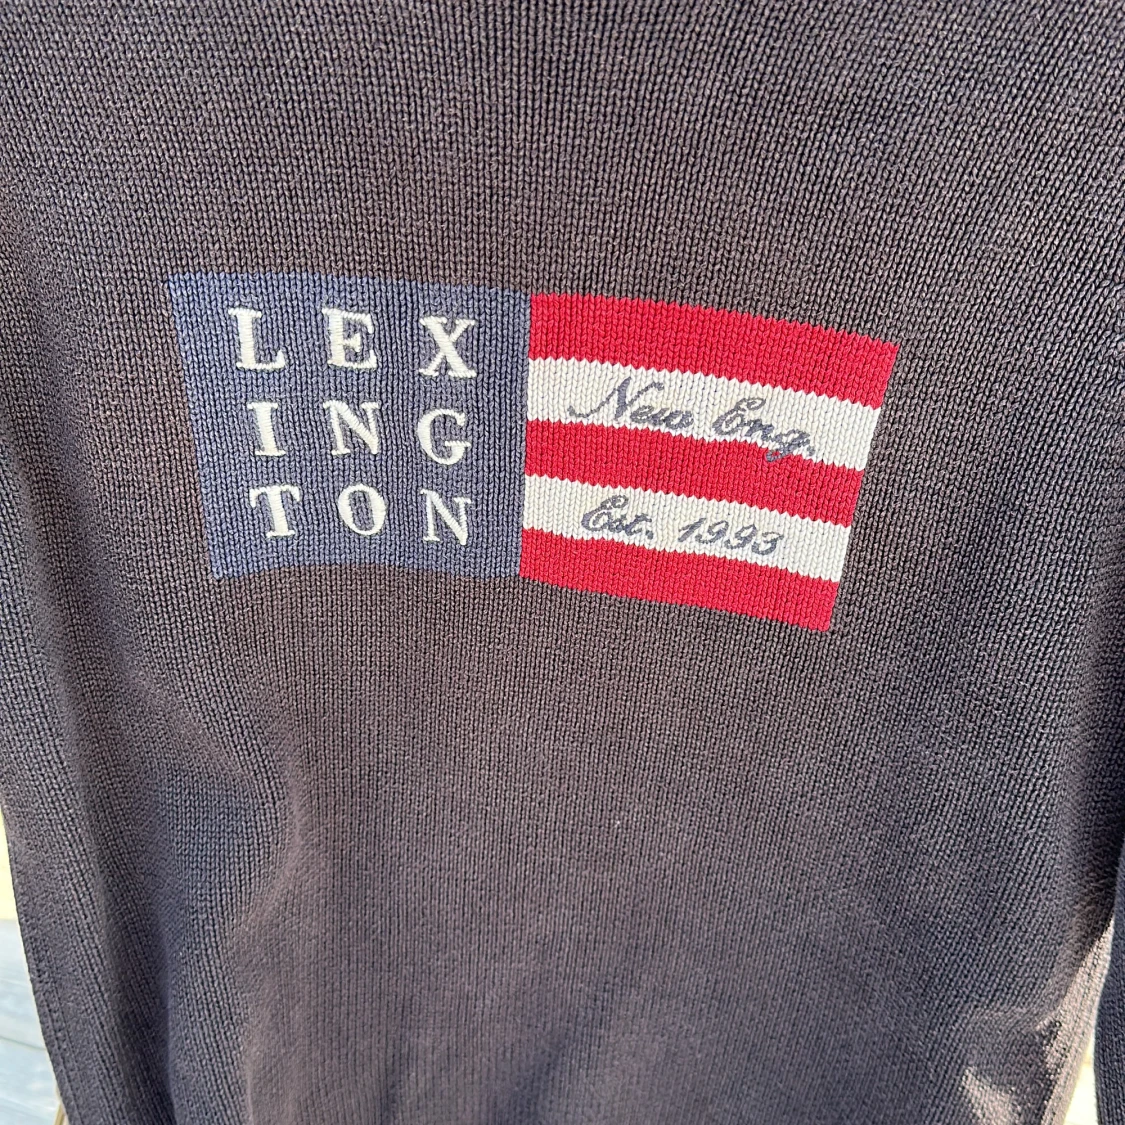 LEX
ING
TON
New Eng.
Est. 1993